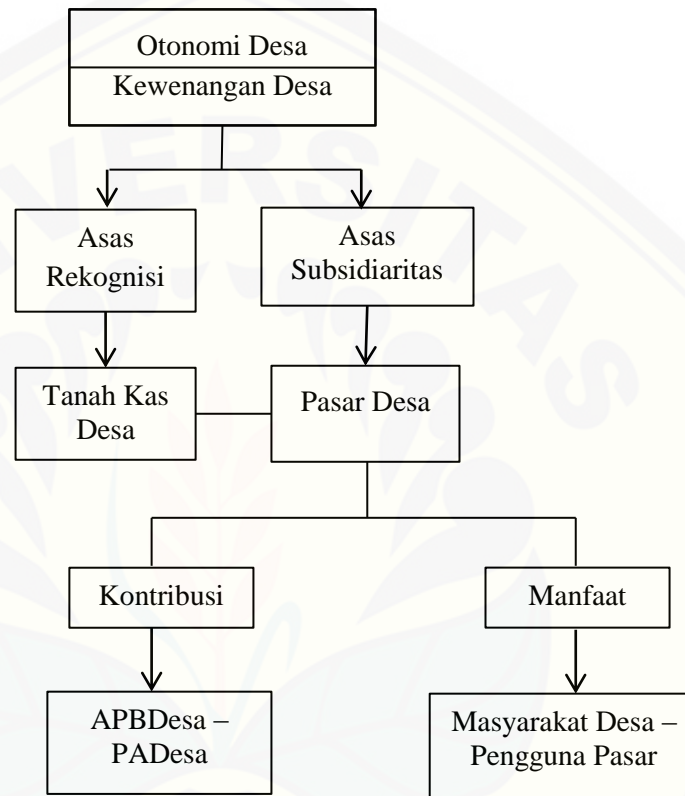 Otonomi Desa
Kewenangan Desa
Asas
Rekognisi
Asas
Subsidiaritas
Tanah Kas
Desa
Pasar Desa
Kontribusi
Manfaat
APBDesa –
PADesa
Masyarakat Desa –
Pengguna Pasar